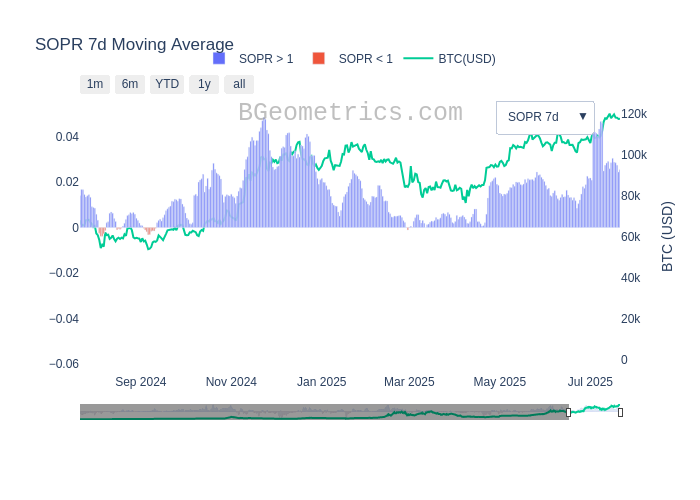 SOPR 7d Moving Average
SOPR > 1 SOPR < 1 BTC(USD)
1m 6m YTD 1y all
BGeometrics.com
SOPR 7d ▼
0.04
0.02
0
−0.02
−0.04
−0.06
120k
100k
80k
60k
40k
20k
0
BTC (USD)
Sep 2024 Nov 2024 Jan 2025 Mar 2025 May 2025 Jul 2025